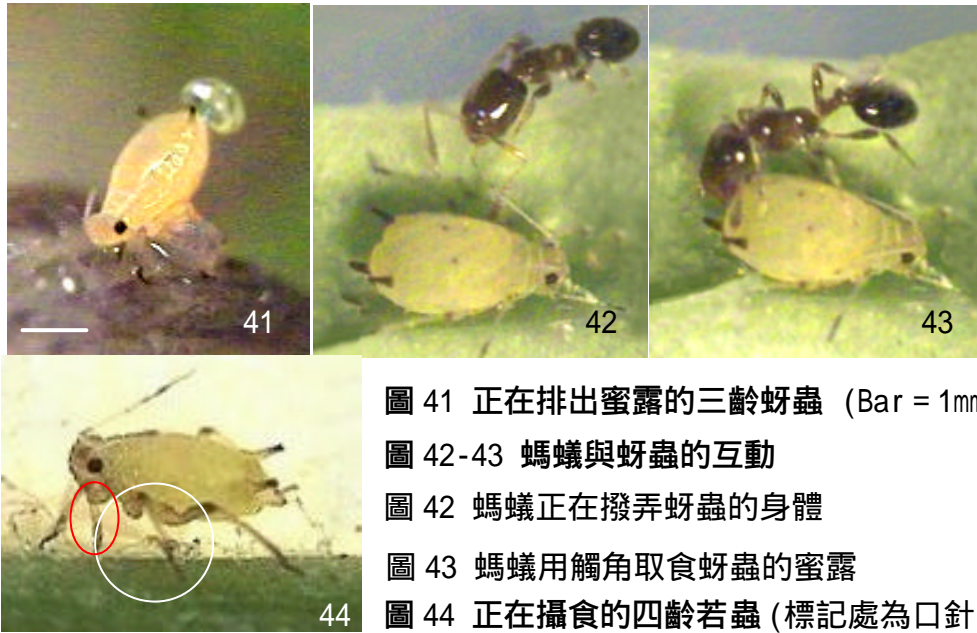 41
42
43
圖 41 正在排出蜜露的三齡蚜蟲 (Bar = 1mm
圖 42-43 螞蟻與蚜蟲的互動
圖 42 螞蟻正在撥弄蚜蟲的身體
圖 43 螞蟻用觸角取食蚜蟲的蜜露
44
圖 44 正在攝食的四齡若蟲 (標記處為口針